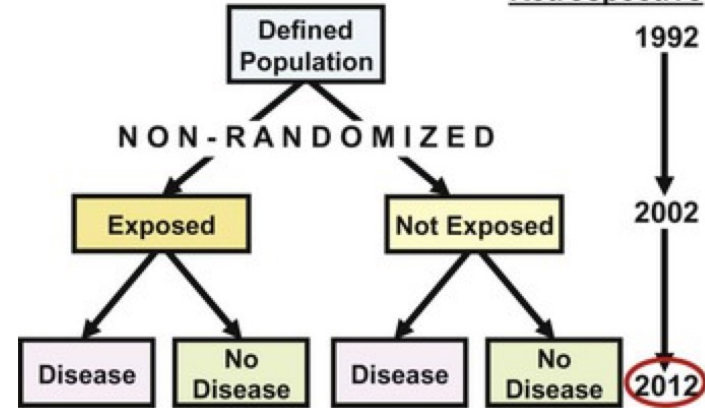 Defined
Population
1992
NON-RANDOMIZED
Exposed
Not Exposed
2002
Disease
No
Disease
Disease
No
Disease
2012